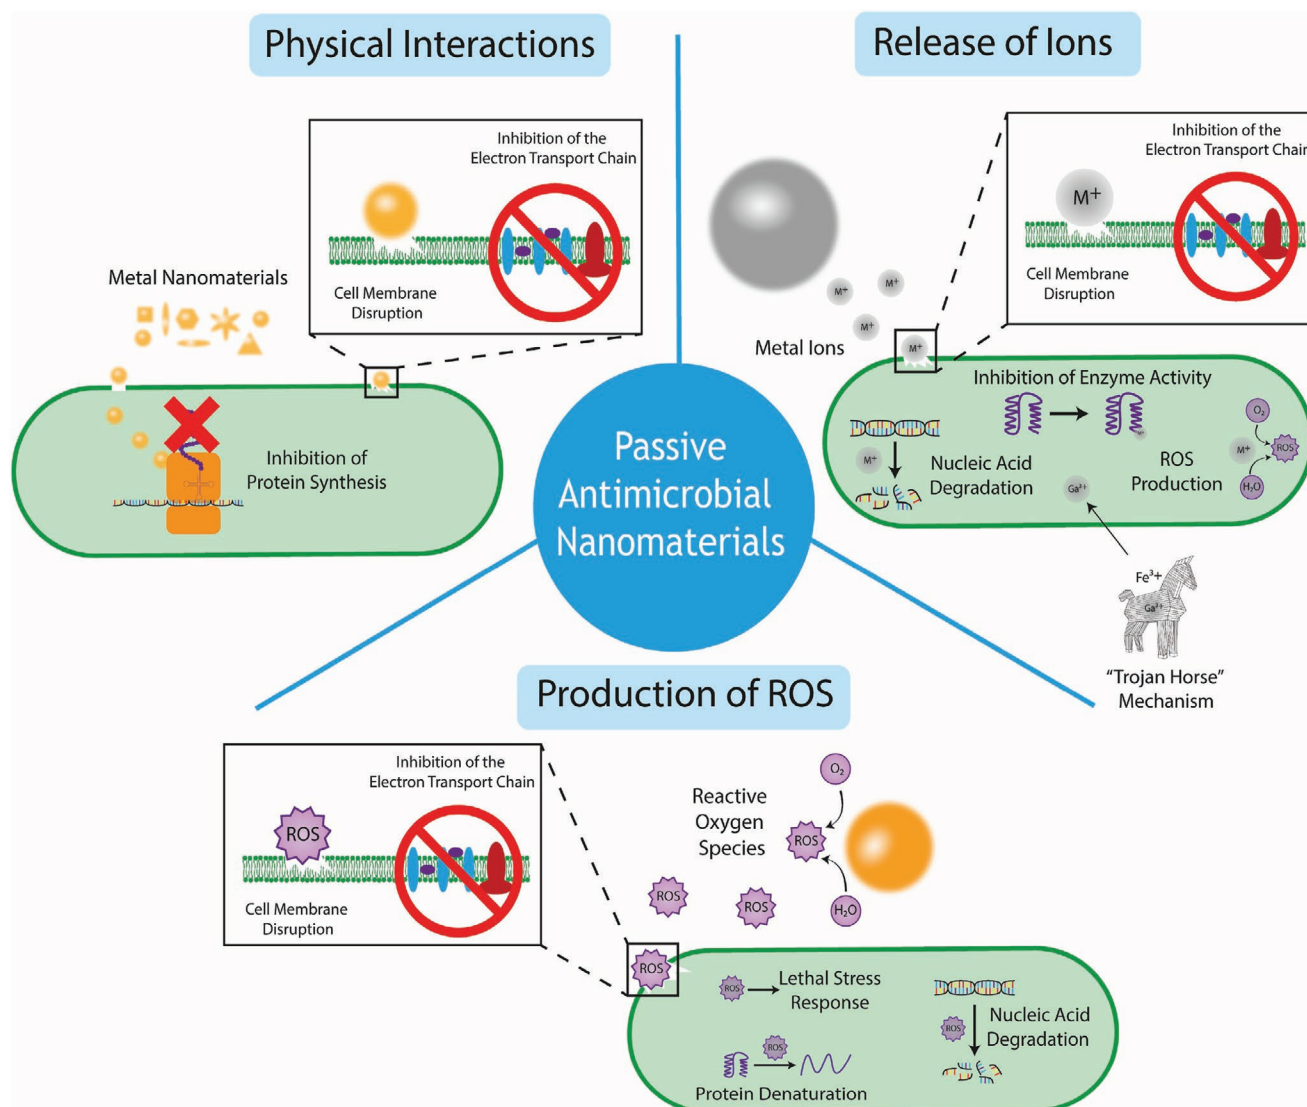 Physical Interactions
Inhibition of the
Electron Transport Chain
Cell Membrane
Disruption
Metal Nanomaterials
Inhibition of
Protein Synthesis
Release of Ions
Inhibition of the
Electron Transport Chain
M+
Cell Membrane
Disruption
M+
M+
M+
M+
Metal Ions
Inhibition of Enzyme Activity
M+
Nucleic Acid
Degradation
ROS
Production
O₂
M+
ROS
H₂O
Ga³⁺
Fe³+
Ga³⁺
"Trojan Horse"
Mechanism
Passive
Antimicrobial
Nanomaterials
Production of ROS
Inhibition of the
Electron Transport Chain
ROS
Cell Membrane
Disruption
Reactive
Oxygen
Species
O₂
ROS
H₂O
ROS
ROS
ROS
ROS
Lethal Stress
Response
ROS
Protein Denaturation
ROS
Nucleic Acid
Degradation